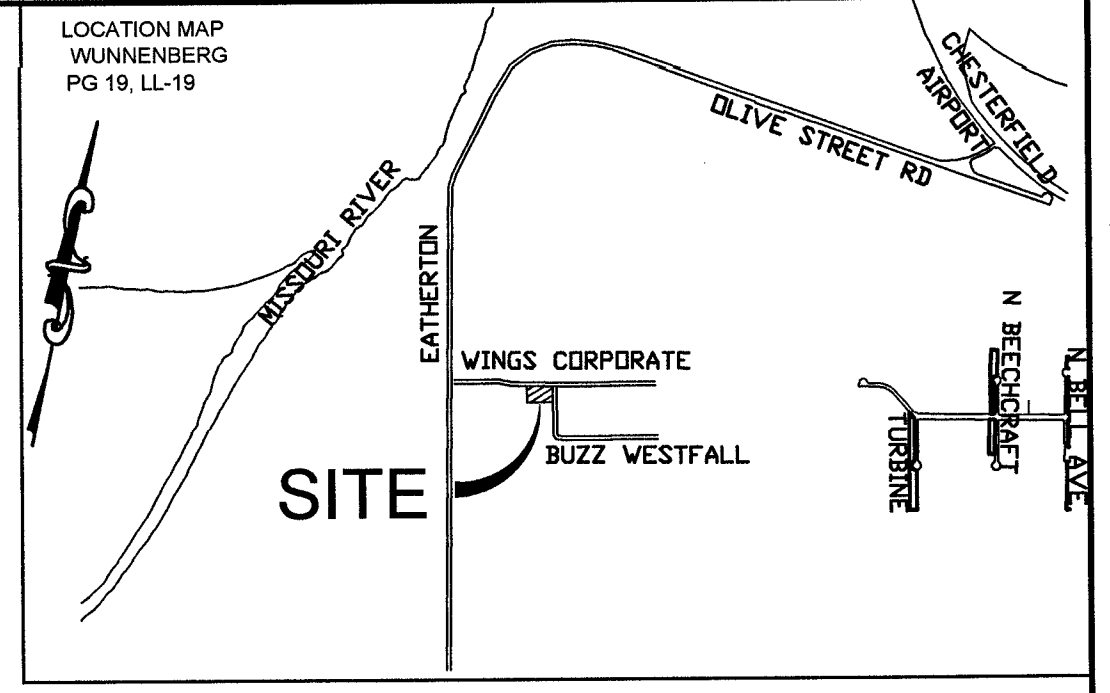 LOCATION MAP
WUNNENBERG
PG 19, LL-19
CHESTERFIELD
AIRPORT
OLIVE STREET RD
MISSOURI RIVER
EATHERTON
WINGS CORPORATE
BUZZ WESTFALL
SITE
N BEECHCRAFT
N. BELL AVE
TURBINE